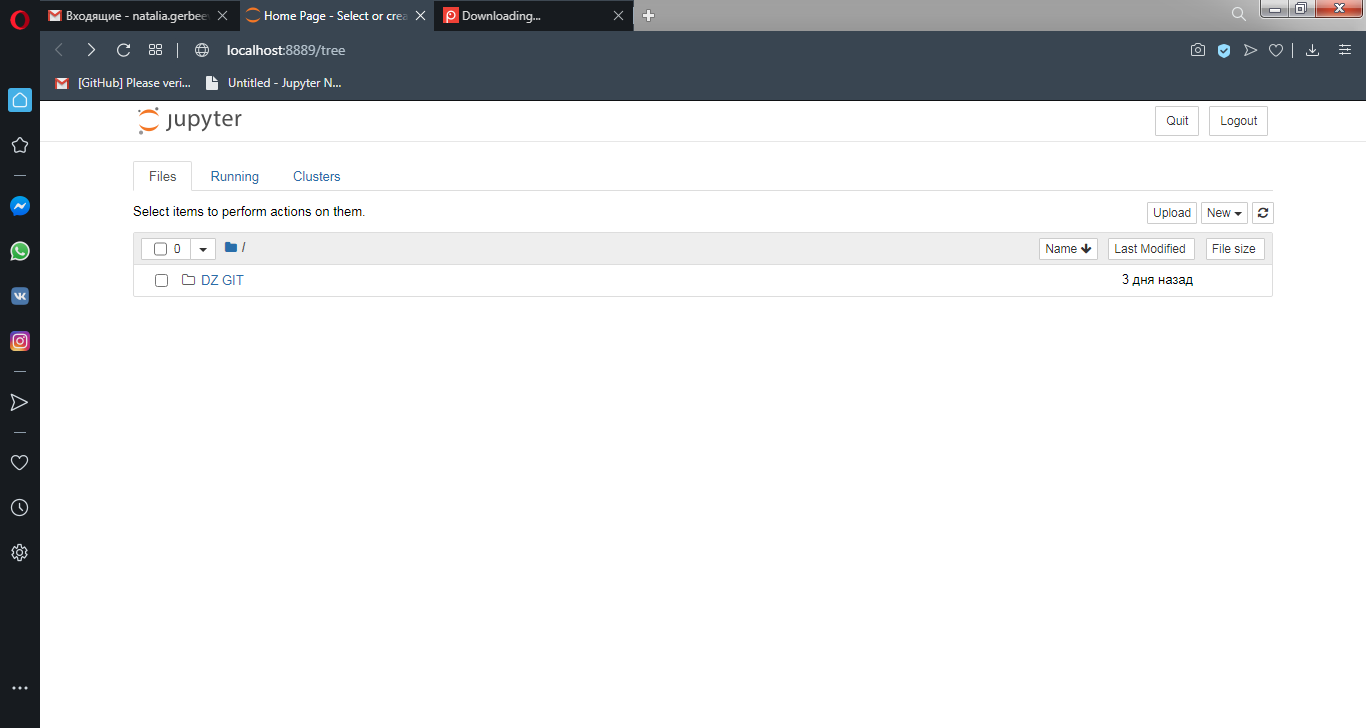 Входящие - natalia.gerbee
Home Page - Select or crea
Downloading...
localhost:8889/tree
[GitHub] Please veri...
Untitled - Jupyter N...
jupyter
Quit
Logout
Files
Running
Clusters
Select items to perform actions on them.
Upload
New
0
/
Name
Last Modified
File size
DZ GIT
3 дня назад